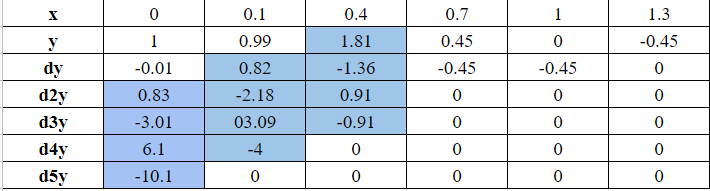 x 0 0.1 0.4 0.7 1 1.3
y 1 0.99 1.81 0.45 0 -0.45
dy -0.01 0.82 -1.36 -0.45 -0.45 0
d2y 0.83 -2.18 0.91 0 0 0
d3y -3.01 03.09 -0.91 0 0 0
d4y 6.1 -4 0 0 0 0
d5y -10.1 0 0 0 0 0